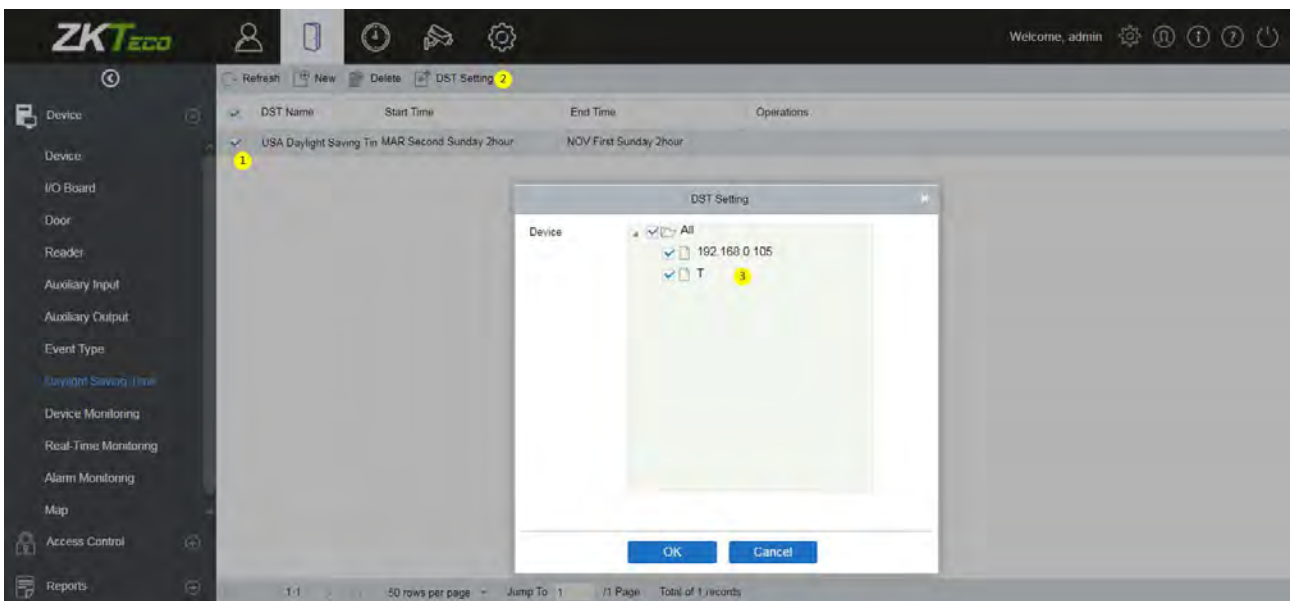 ZKTECO
Welcome, admin
Refresh New Delete DST Setting 2
Device
DST Name Start Time End Time Operations
USA Daylight Saving Tin MAR Second Sunday 2hour NOV First Sunday 2hour
1
Device
I/O Board
Door
Reader
Auxiliary Input
Auxiliary Output
Event Type
Daylight Saving Time
Device Monitoring
Real-Time Monitoring
Alarm Monitoring
Map
Access Control
Reports
DST Setting
Device
All
192.168.0.105
T 3
OK Cancel
1-1 50 rows per page Jump To 1 /1 Page Total of 1 records